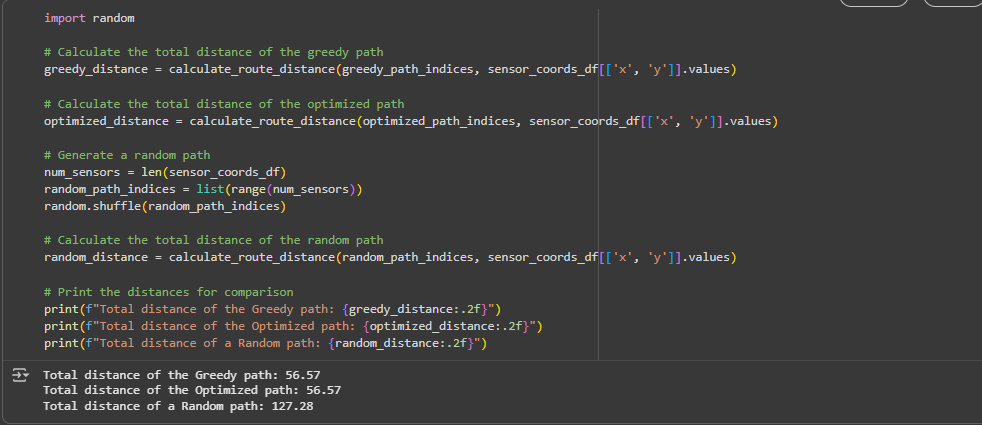 import random
# Calculate the total distance of the greedy path
greedy_distance = calculate_route_distance(greedy_path_indices, sensor_coords_df[['x', 'y']].values)
# Calculate the total distance of the optimized path
optimized_distance = calculate_route_distance(optimized_path_indices, sensor_coords_df[['x', 'y']].values)
# Generate a random path
num_sensors = len(sensor_coords_df)
random_path_indices = list(range(num_sensors))
random.shuffle(random_path_indices)
# Calculate the total distance of the random path
random_distance = calculate_route_distance(random_path_indices, sensor_coords_df[['x', 'y']].values)
# Print the distances for comparison
print(f"Total distance of the Greedy path: {greedy_distance:.2f}")
print(f"Total distance of the Optimized path: {optimized_distance:.2f}")
print(f"Total distance of a Random path: {random_distance:.2f}")
Total distance of the Greedy path: 56.57
Total distance of the Optimized path: 56.57
Total distance of a Random path: 127.28